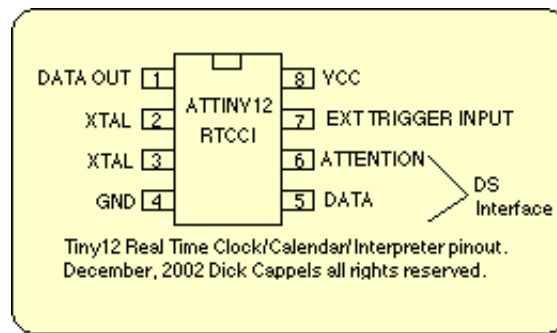 DATA OUT 1 8 VCC
XTAL 2 ATTINY12 7 EXT TRIGGER INPUT
RTCCI
XTAL 3 6 ATTENTION
GND 4 5 DATA
DS
Interface
Tiny12 Real Time Clock/Calendar/Interpreter pinout.
December, 2002 Dick Cappels all rights reserved.